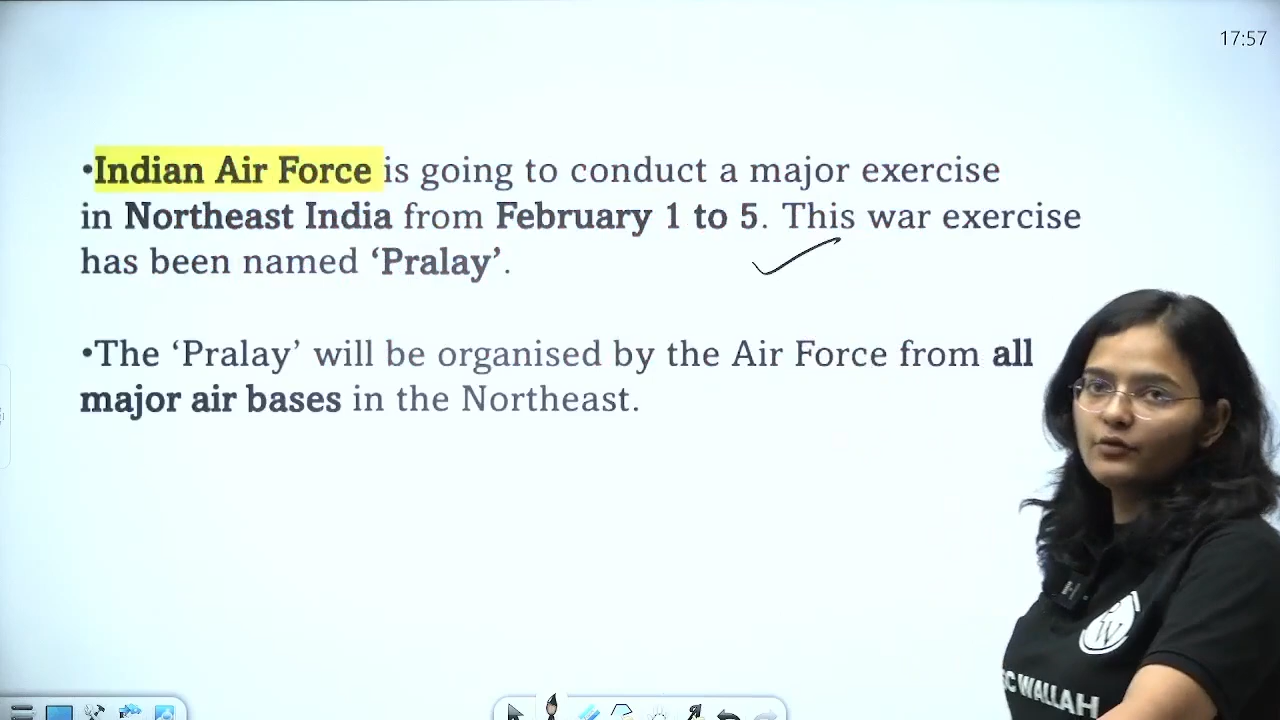 17:57
•Indian Air Force is going to conduct a major exercise
in Northeast India from February 1 to 5. This war exercise
has been named ‘Pralay’.
•The ‘Pralay’ will be organised by the Air Force from all
major air bases in the Northeast.
W
SC WALLAH